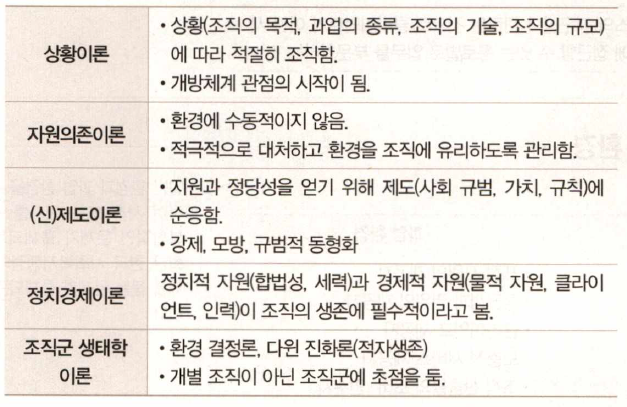 상황이론
• 상황(조직의 목적, 과업의 종류, 조직의 기술, 조직의 규모)
에 따라 적절히 조직함.
• 개방체계 관점의 시작이 됨.
자원의존이론
• 환경에 수동적이지 않음.
• 적극적으로 대처하고 환경을 조직에 유리하도록 관리함.
(신)제도이론
• 지원과 정당성을 얻기 위해 제도(사회 규범, 가치, 규칙)에
순응함.
• 강제, 모방, 규범적 동형화
정치경제이론
정치적 자원(합법성, 세력)과 경제적 자원(물적 자원, 클라이
언트, 인력)이 조직의 생존에 필수적이라고 봄.
조직군 생태학
이론
• 환경 결정론, 다윈 진화론(적자생존)
• 개별 조직이 아닌 조직군에 초점을 둠.